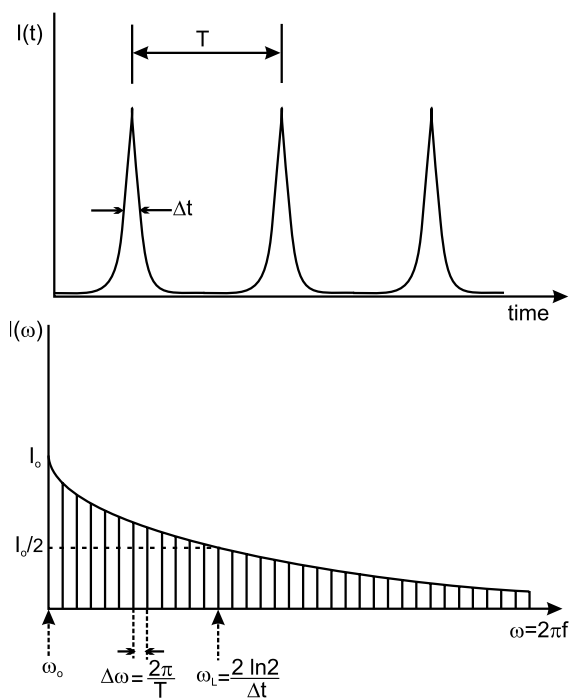 I(t)
T
Δt
time
I(ω)
I₀
I₀/2
ω=2πf
ω₀
Δω=2π/T
ω_L=2 ln2/Δt